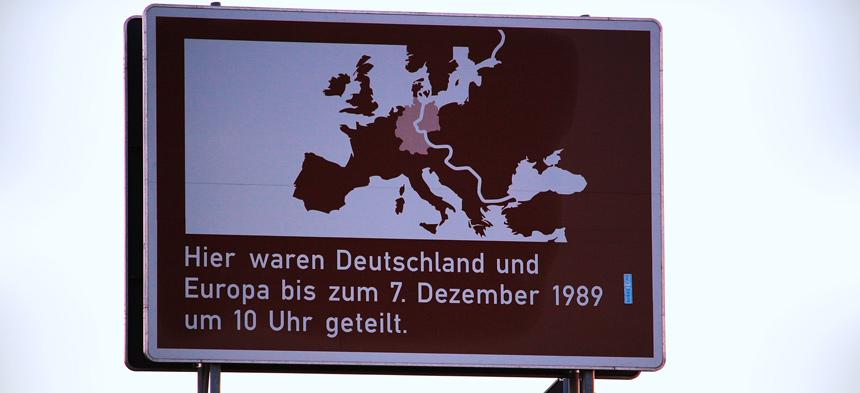 Hier waren Deutschland und
Europa bis zum 7. Dezember 1989
um 10 Uhr geteilt.